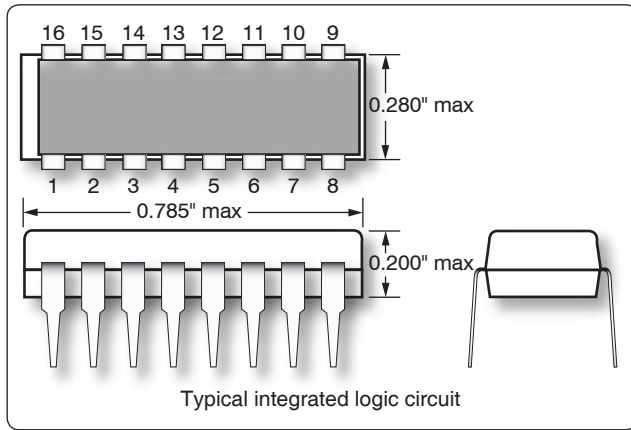 16 15 14 13 12 11 10 9
0.280" max
1 2 3 4 5 6 7 8
0.785" max
0.200" max
Typical integrated logic circuit